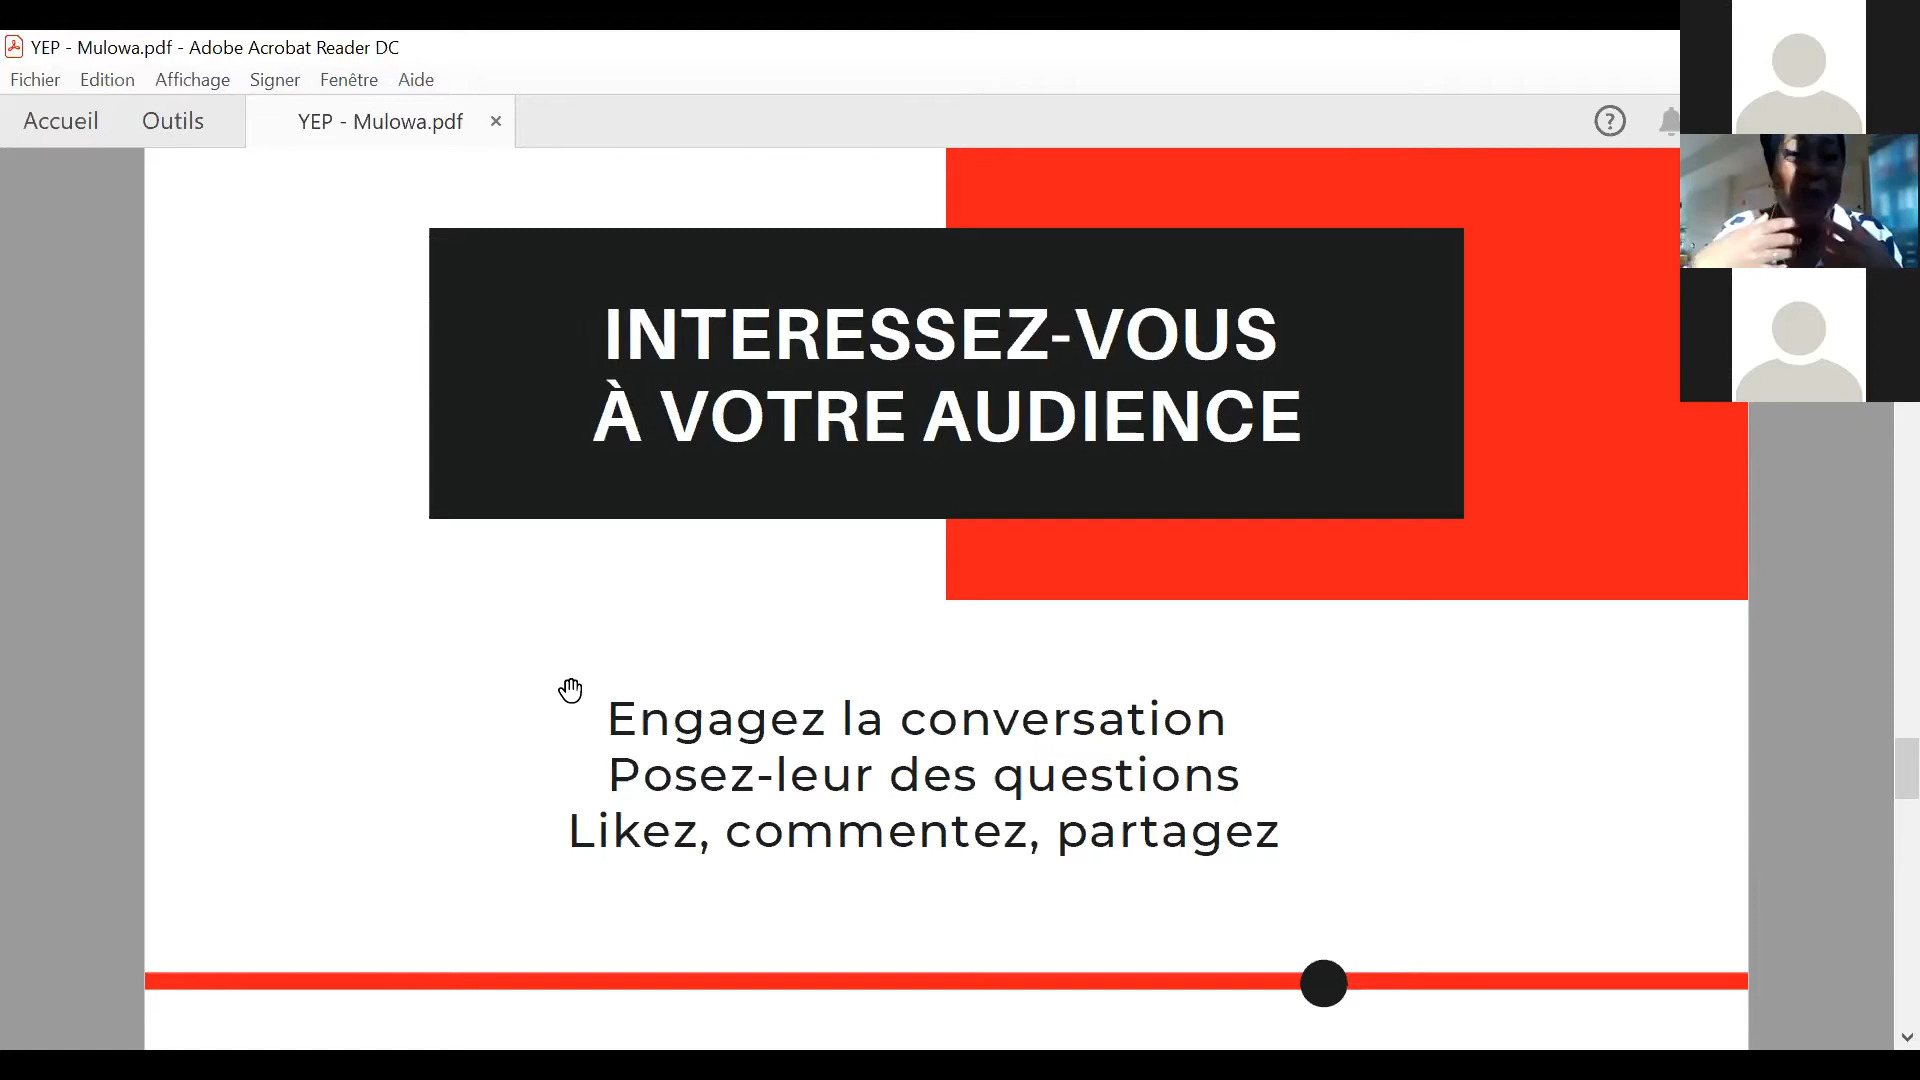 YEP - Mulowa.pdf - Adobe Acrobat Reader DC
Fichier Edition Affichage Signer Fenêtre Aide
Accueil Outils YEP - Mulowa.pdf ×
?
INTERESSEZ-VOUS
À VOTRE AUDIENCE
Engagez la conversation
Posez-leur des questions
Likez, commentez, partagez